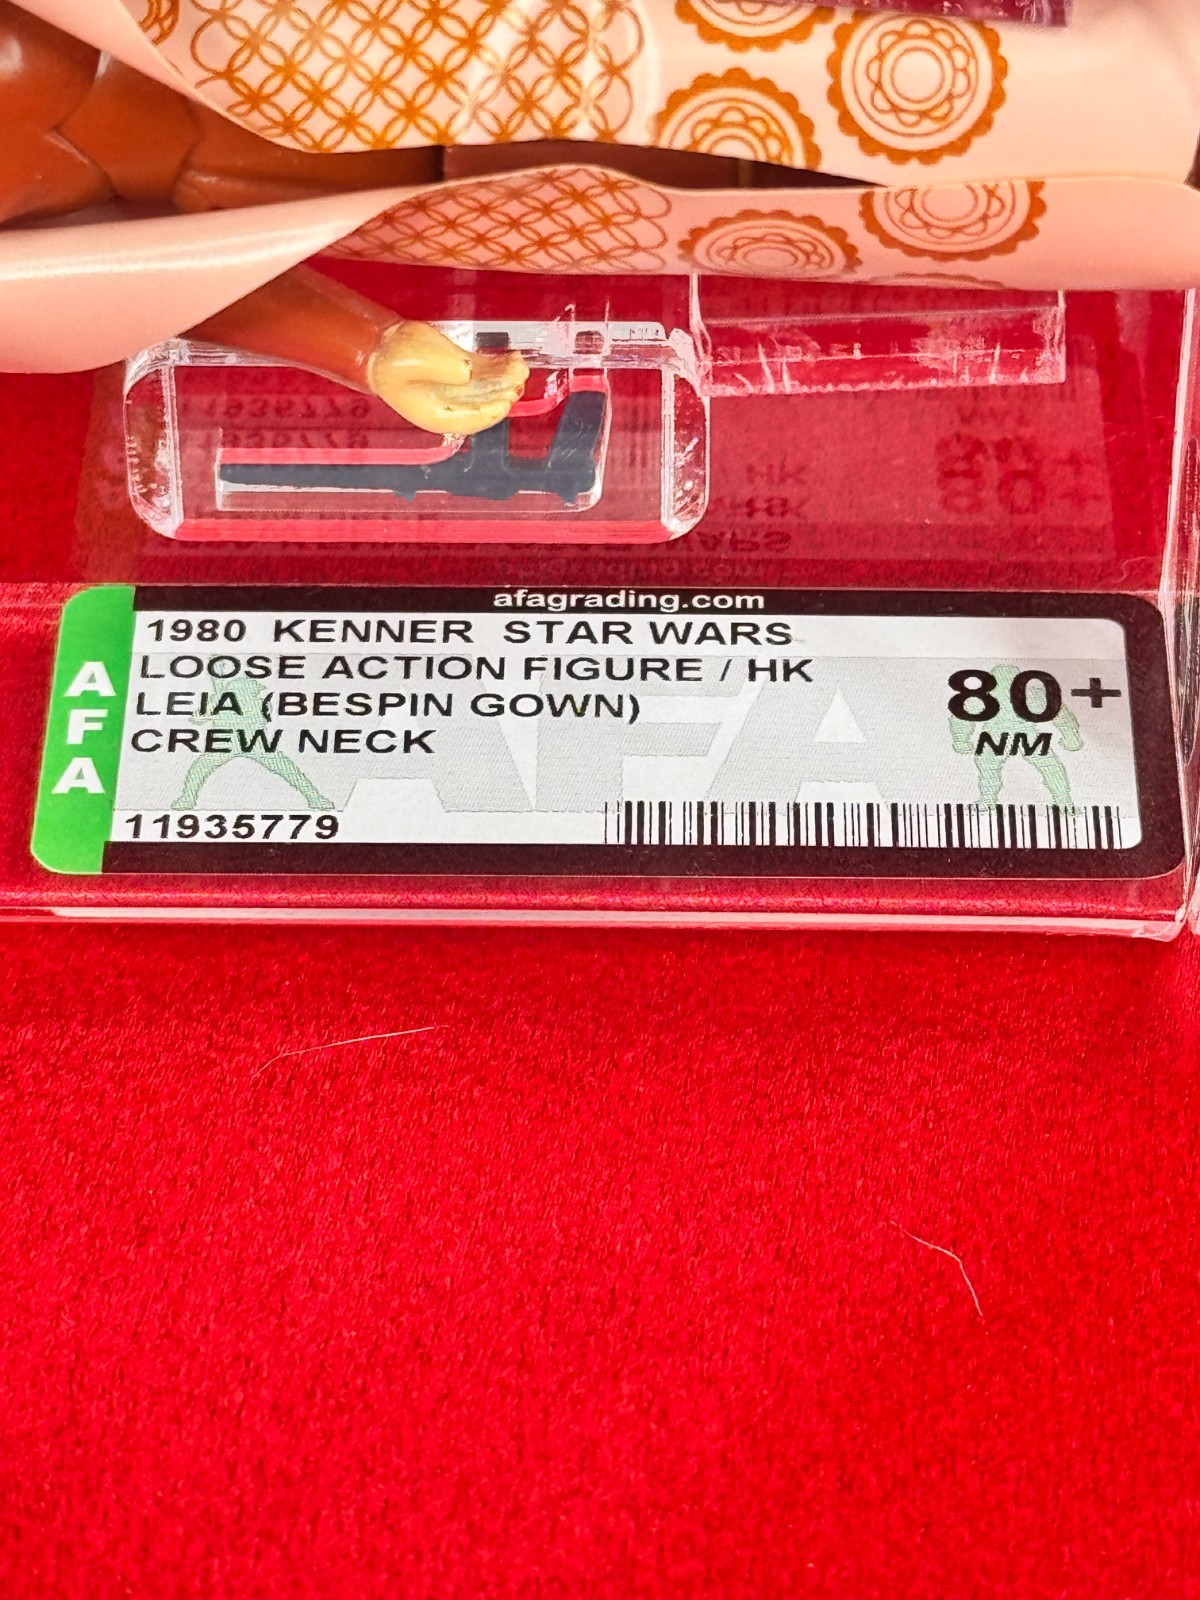 afagrading.com
AFA
1980 KENNER STAR WARS
LOOSE ACTION FIGURE / HK
LEIA (BESPIN GOWN)
CREW NECK
80+
NM
11935779